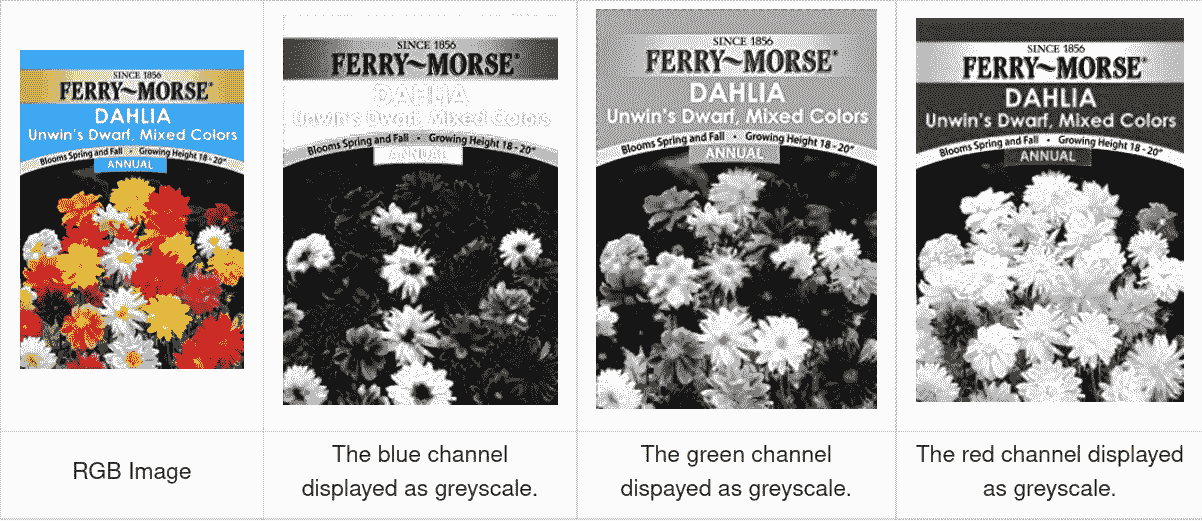 SINCE 1856
FERRY~MORSE®
DAHLIA
Unwin's Dwarf, Mixed Colors
Blooms Spring and Fall • Growing Height 18 - 20"
ANNUAL
SINCE 1856
FERRY~MORSE®
DAHLIA
Unwin's Dwarf, Mixed Colors
Blooms Spring and Fall • Growing Height 18 - 20"
ANNUAL
SINCE 1856
FERRY~MORSE®
DAHLIA
Unwin's Dwarf, Mixed Colors
Blooms Spring and Fall • Growing Height 18 - 20"
ANNUAL
SINCE 1856
FERRY~MORSE®
DAHLIA
Unwin's Dwarf, Mixed Colors
Blooms Spring and Fall • Growing Height 18 - 20"
ANNUAL
RGB Image
The blue channel
displayed as greyscale.
The green channel
dispayed as greyscale.
The red channel displayed
as greyscale.